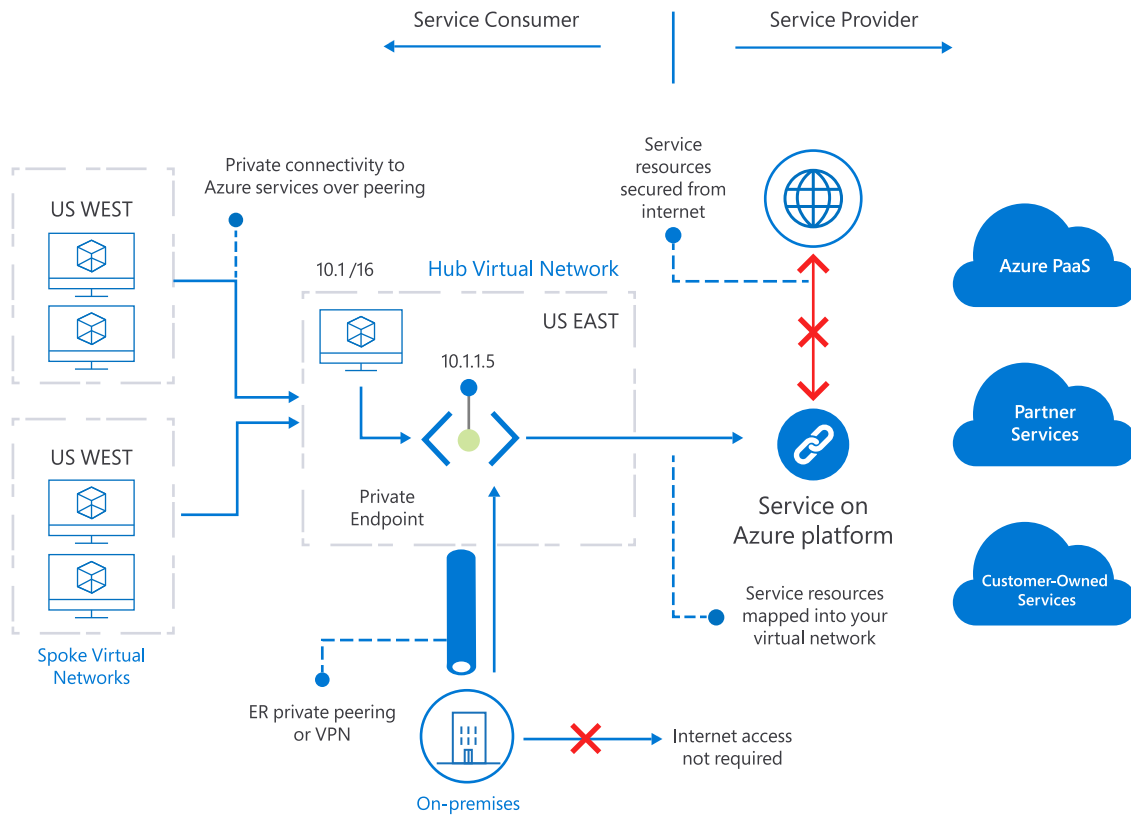 Service Consumer
Service Provider
Private connectivity to
Azure services over peering
Service
resources
secured from
internet
US WEST
10.1 /16
Hub Virtual Network
US EAST
Azure PaaS
10.1.1.5
Partner
Services
US WEST
Private
Endpoint
Service on
Azure platform
Customer-Owned
Services
Service resources
mapped into your
virtual network
Spoke Virtual
Networks
ER private peering
or VPN
Internet access
not required
On-premises